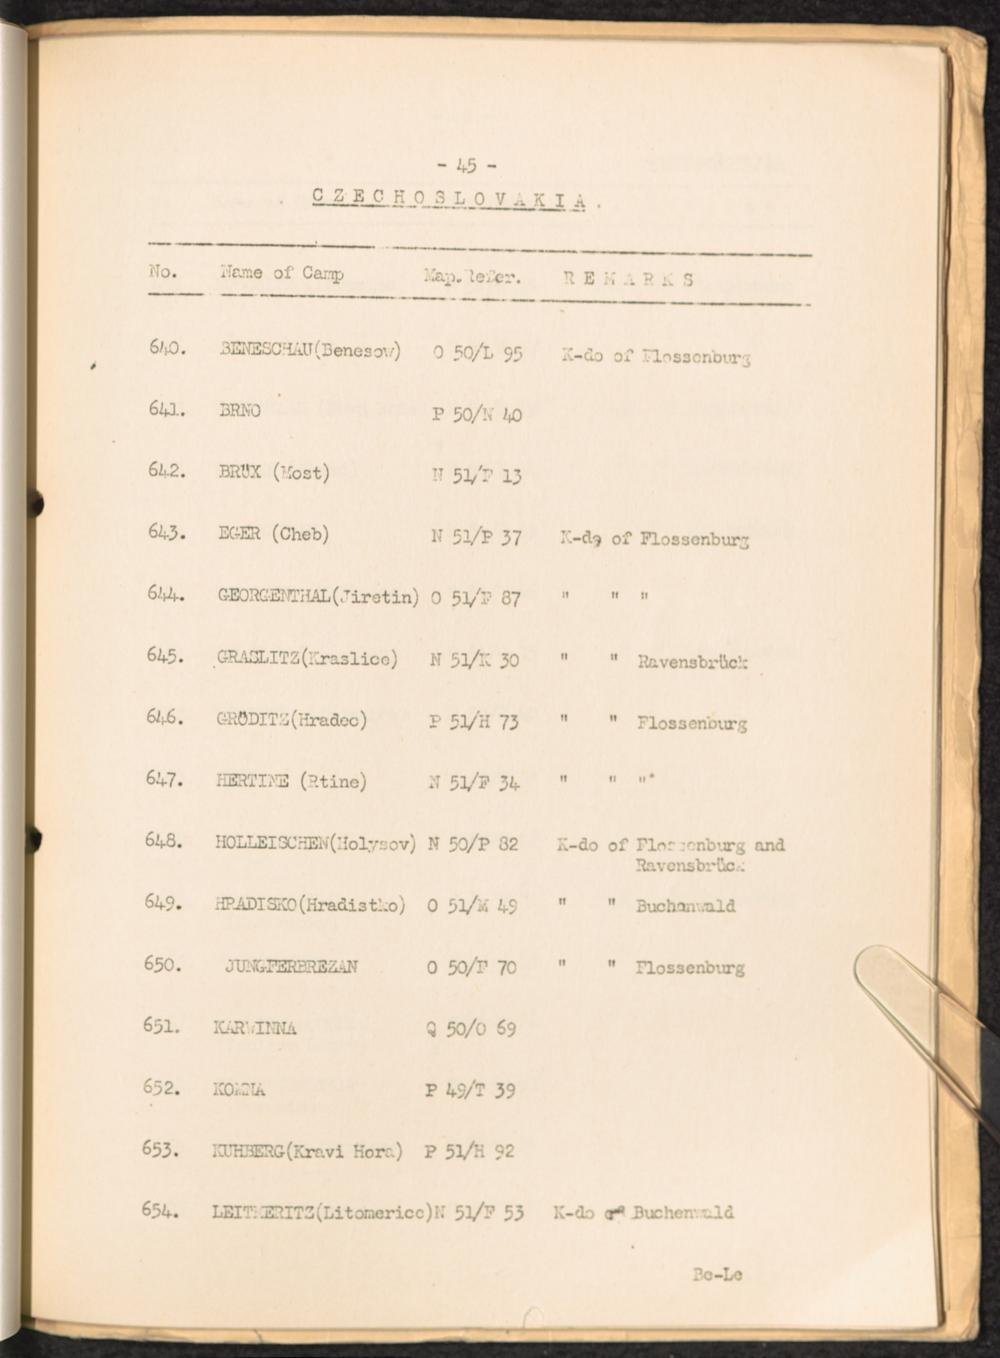 - 45 -
CZECHOSLOVAKIA.
No. Name of Camp Map.Refer. REMARKS
640. BENESCHAU(Benesow) O 50/L 95 K-do of Flossenburg
641. BRNO P 50/N 40
642. BRÜX (Most) N 51/F 13
643. EGER (Cheb) N 51/P 37 K-do of Flossenburg
644. GEORGENTHAL(Jiretin) O 51/F 87 " " "
645. GRASLITZ(Kraslice) N 51/K 30 " " Ravensbrück
646. GRÖDITZ(Hradec) P 51/H 73 " " Flossenburg
647. HERTINE (Rtine) N 51/F 34 " " "
648. HOLLEISCHEN(Holysov) N 50/P 82 K-do of Flossenburg and
Ravensbrück
649. HRADISKO(Hradistko) O 51/M 49 " " Buchanwald
650. JUNGFERBREZAN O 50/F 70 " " Flossenburg
651. KARWINNA Q 50/O 69
652. KOMNA P 49/T 39
653. KUHBERG(Kravi Hora) P 51/H 92
654. LEITMERITZ(Litomerice)N 51/F 53 K-do of Buchenwald
Be-Le